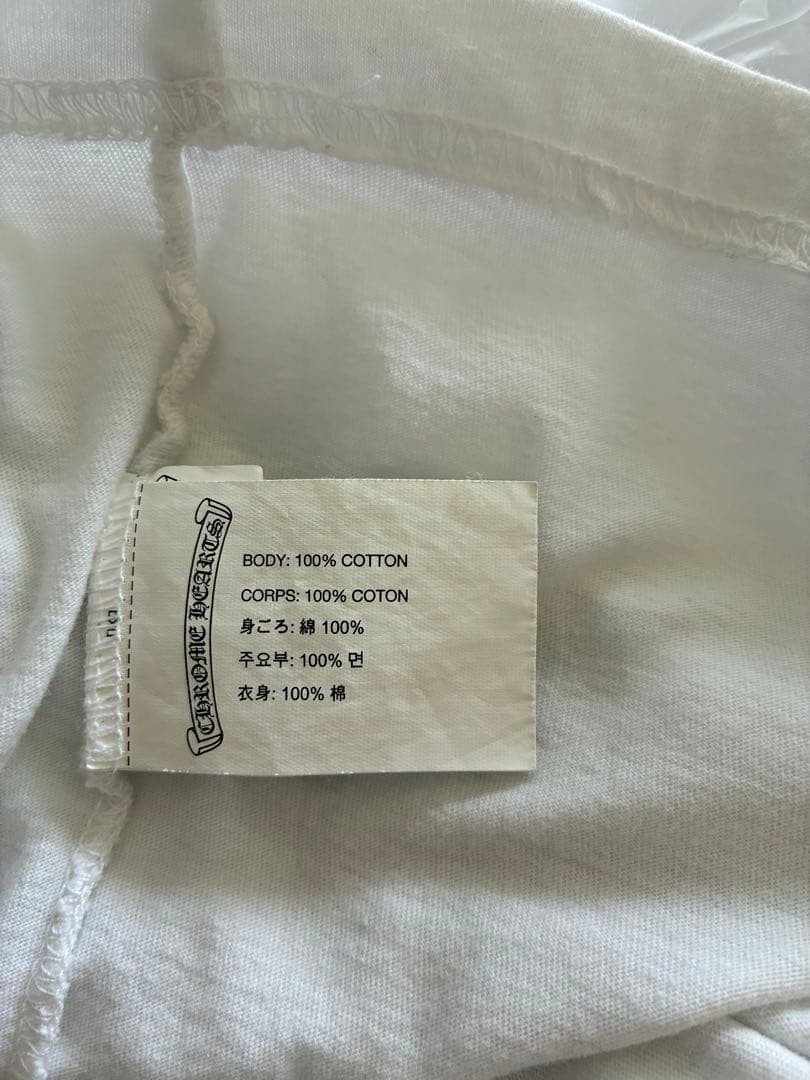 CHROME HEARTS
BODY: 100% COTTON
CORPS: 100% COTON
身ごろ: 綿 100%
주요부: 100% 면
衣身: 100% 棉